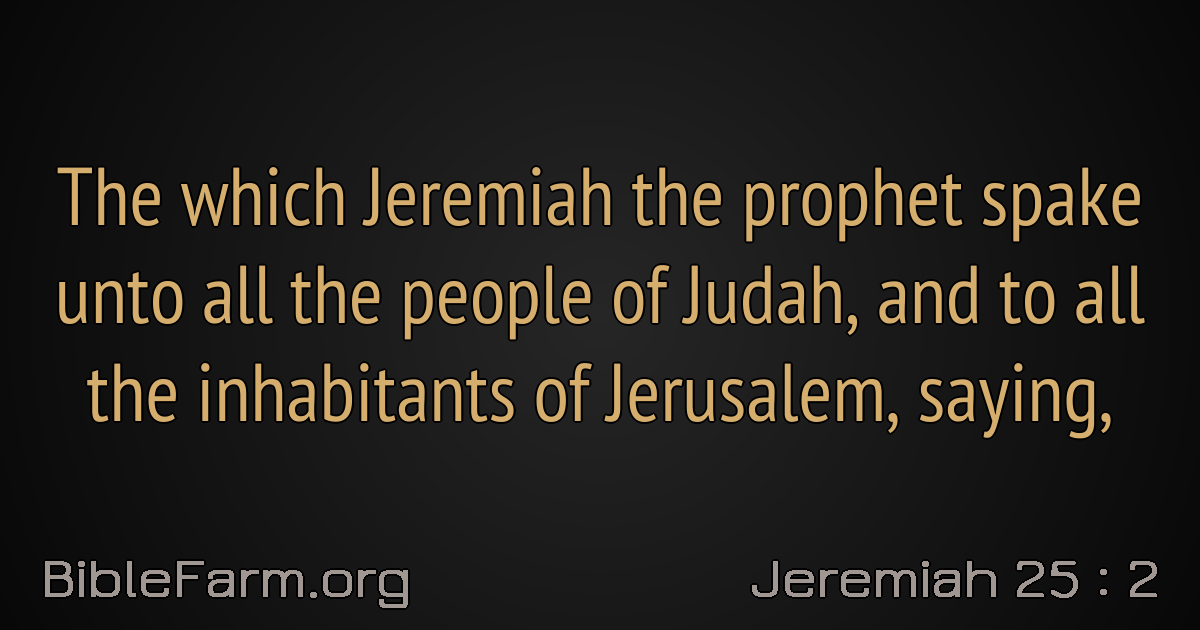 The which Jeremiah the prophet spake
unto all the people of Judah, and to all
the inhabitants of Jerusalem, saying,
BibleFarm.org
Jeremiah 25 : 2